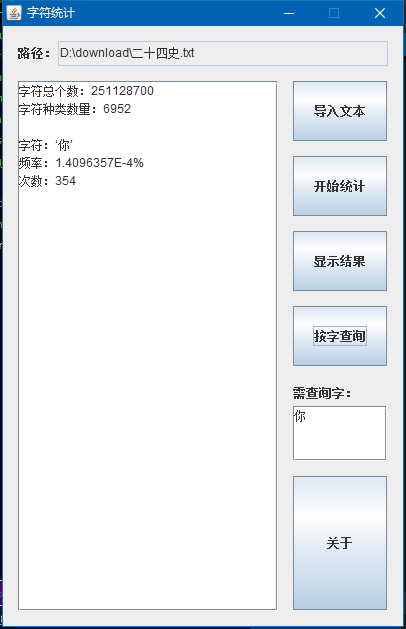 字符统计
路径：D:\download\二十四史.txt
字符总个数：251128700
字符种类数量：6952
字符：'你'
频率：1.4096357E-4%
次数：354
导入文本
开始统计
显示结果
按字查询
需查询字：
你
关于